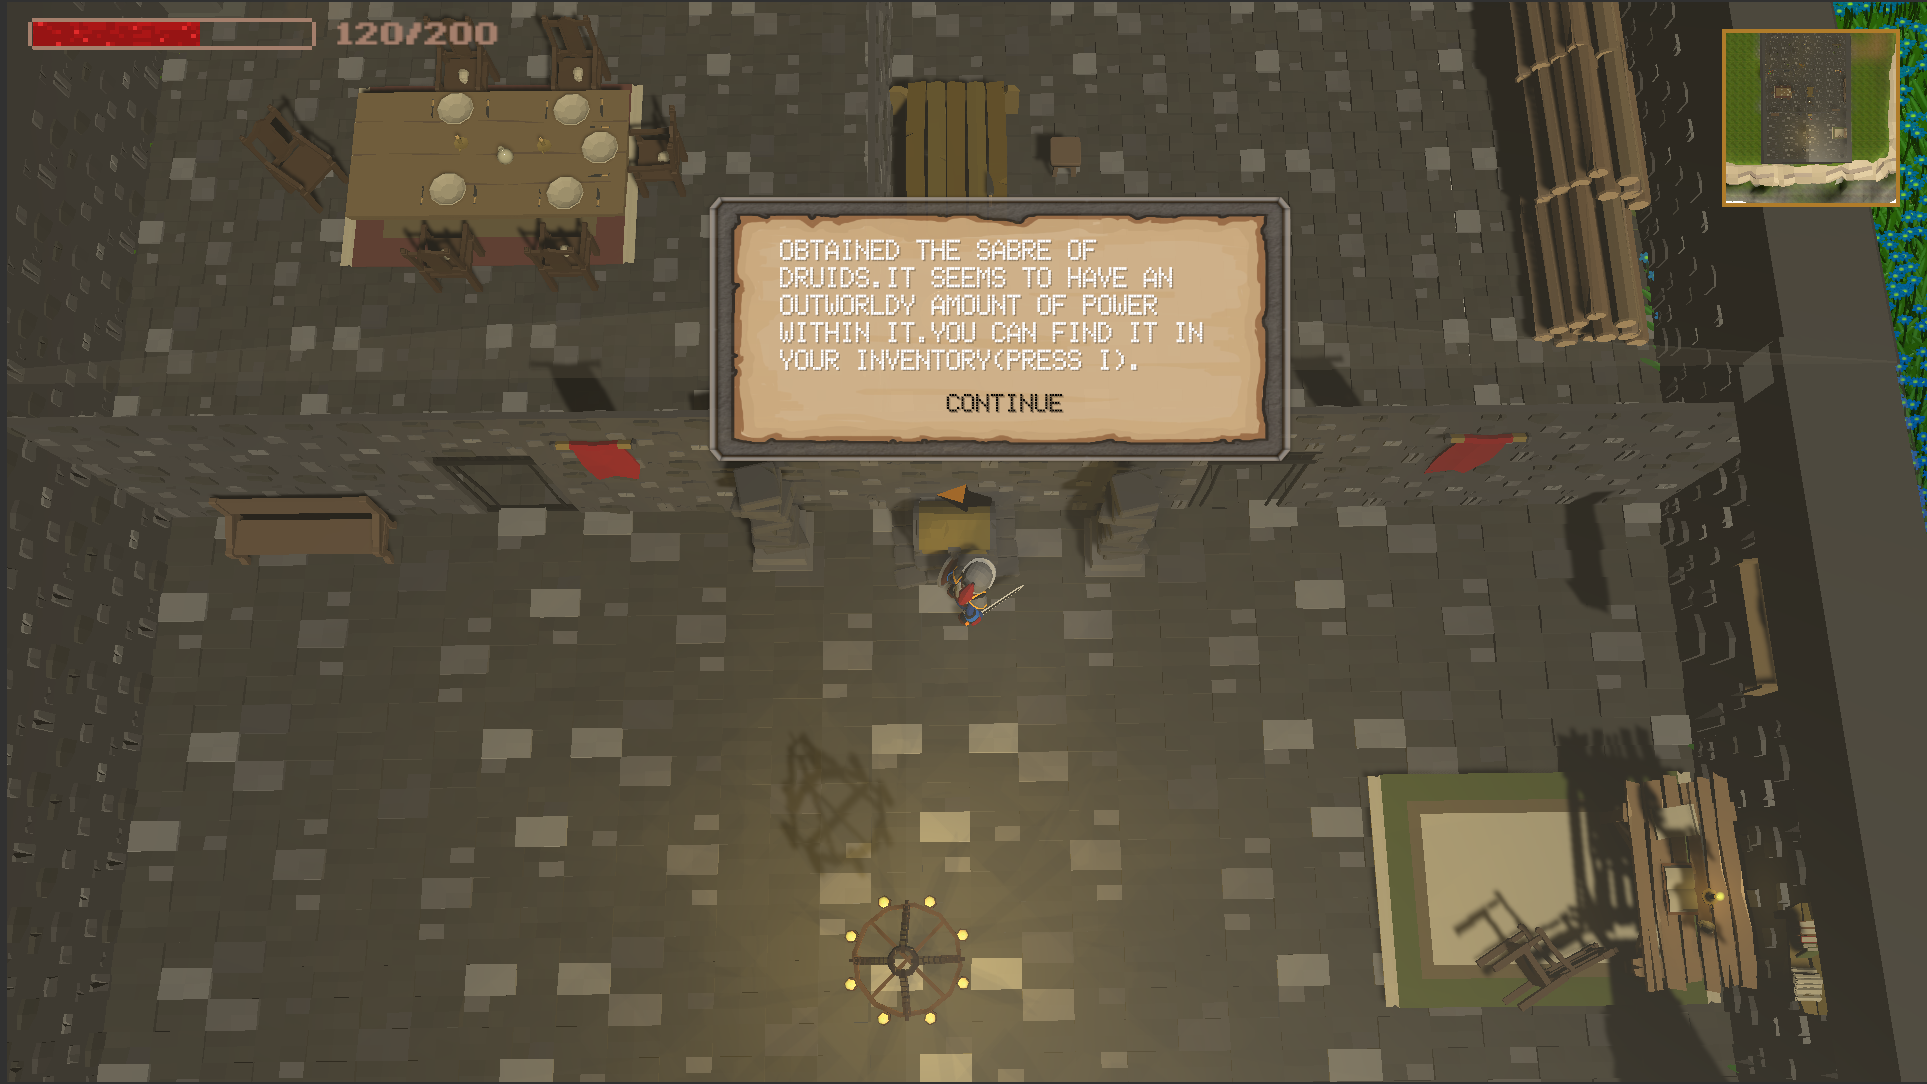 120/200
OBTAINED THE SABRE OF
DRUIDS.IT SEEMS TO HAVE AN
OUTWORLDY AMOUNT OF POWER
WITHIN IT.YOU CAN FIND IT IN
YOUR INVENTORY(PRESS I).
CONTINUE